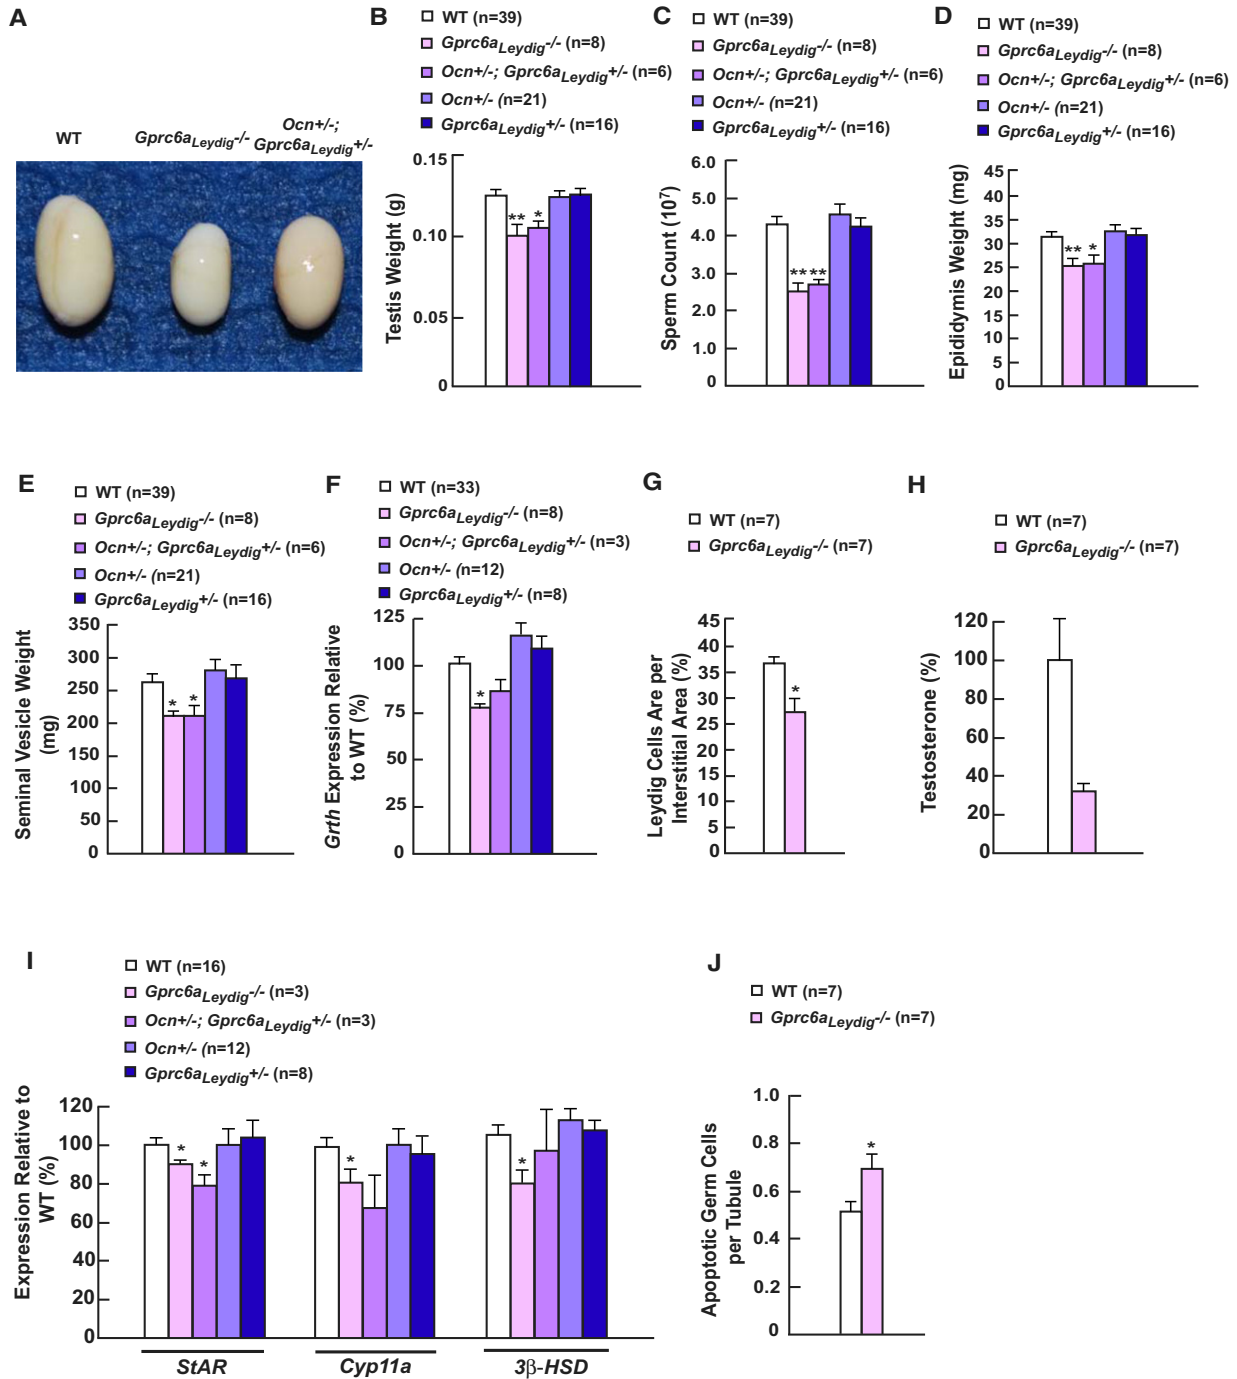 A
WT
Gprc6aLeydig-/-
Ocn+/-;
Gprc6aLeydig+/-
B
WT (n=39)
Gprc6aLeydig-/- (n=8)
Ocn+/-; Gprc6aLeydig+/- (n=6)
Ocn+/- (n=21)
Gprc6aLeydig+/- (n=16)
Testis Weight (g)
0.15
0.10
0.05
0
C
WT (n=39)
Gprc6aLeydig-/- (n=8)
Ocn+/-; Gprc6aLeydig+/- (n=6)
Ocn+/- (n=21)
Gprc6aLeydig+/- (n=16)
Sperm Count (10⁷)
6.0
5.0
4.0
3.0
2.0
1.0
0
** *
** **
D
WT (n=39)
Gprc6aLeydig-/- (n=8)
Ocn+/-; Gprc6aLeydig+/- (n=6)
Ocn+/- (n=21)
Gprc6aLeydig+/- (n=16)
Epididymis Weight (mg)
45
40
35
30
25
20
15
10
5
0
** *
E
WT (n=39)
Gprc6aLeydig-/- (n=8)
Ocn+/-; Gprc6aLeydig+/- (n=6)
Ocn+/- (n=21)
Gprc6aLeydig+/- (n=16)
Seminal Vesicle Weight
(mg)
350
300
250
200
150
100
50
0
* *
F
WT (n=33)
Gprc6aLeydig-/- (n=8)
Ocn+/-; Gprc6aLeydig+/- (n=3)
Ocn+/- (n=12)
Gprc6aLeydig+/- (n=8)
Grth Expression Relative
to WT (%)
125
100
75
50
25
0
*
G
WT (n=7)
Gprc6aLeydig-/- (n=7)
Leydig Cells Are per
Interstitial Area (%)
45
40
35
30
25
20
15
10
5
0
*
H
WT (n=7)
Gprc6aLeydig-/- (n=7)
Testosterone (%)
120
100
80
60
40
20
0
I
WT (n=16)
Gprc6aLeydig-/- (n=3)
Ocn+/-; Gprc6aLeydig+/- (n=3)
Ocn+/- (n=12)
Gprc6aLeydig+/- (n=8)
Expression Relative to
WT (%)
120
100
80
60
40
20
0
* *
*
*
StAR
Cyp11a
3β-HSD
J
WT (n=7)
Gprc6aLeydig-/- (n=7)
Apoptotic Germ Cells
per Tubule
1.0
0.8
0.6
0.4
0.2
0
*